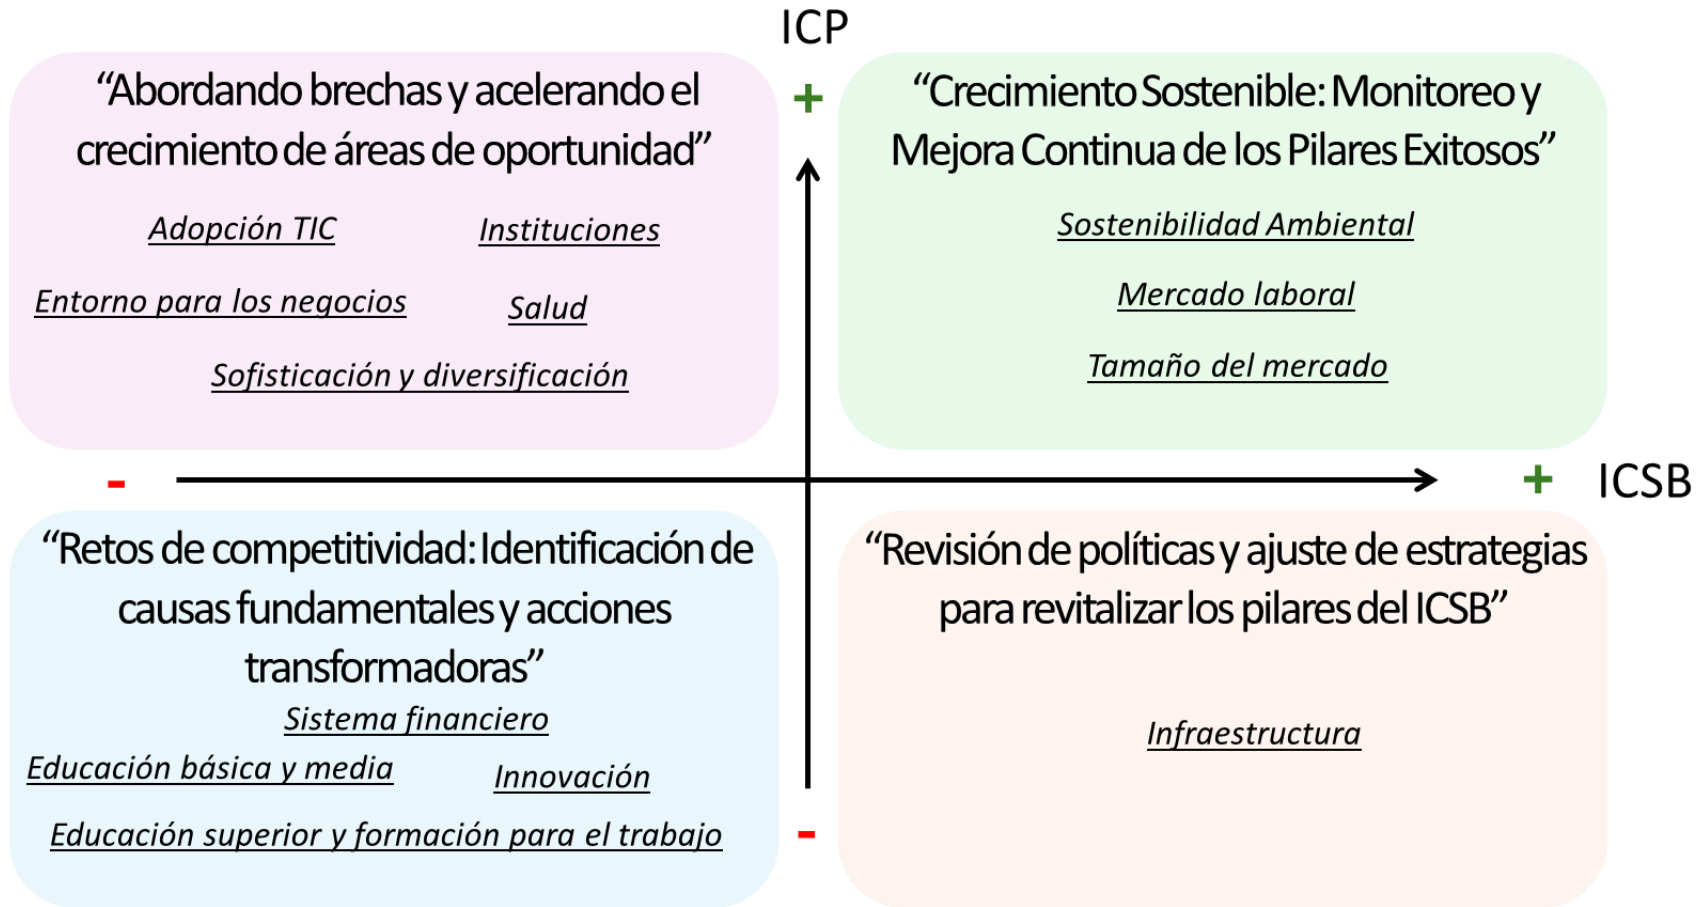 ICP
“Abordando brechas y acelerando el
crecimiento de áreas de oportunidad”
Adopción TIC
Instituciones
Entorno para los negocios
Salud
Sofisticación y diversificación
+
“Crecimiento Sostenible: Monitoreo y
Mejora Continua de los Pilares Exitosos”
Sostenibilidad Ambiental
Mercado laboral
Tamaño del mercado
-
+
ICSB
“Retos de competitividad: Identificación de
causas fundamentales y acciones
transformadoras”
Sistema financiero
Educación básica y media
Innovación
Educación superior y formación para el trabajo
-
“Revisión de políticas y ajuste de estrategias
para revitalizar los pilares del ICSB”
Infraestructura